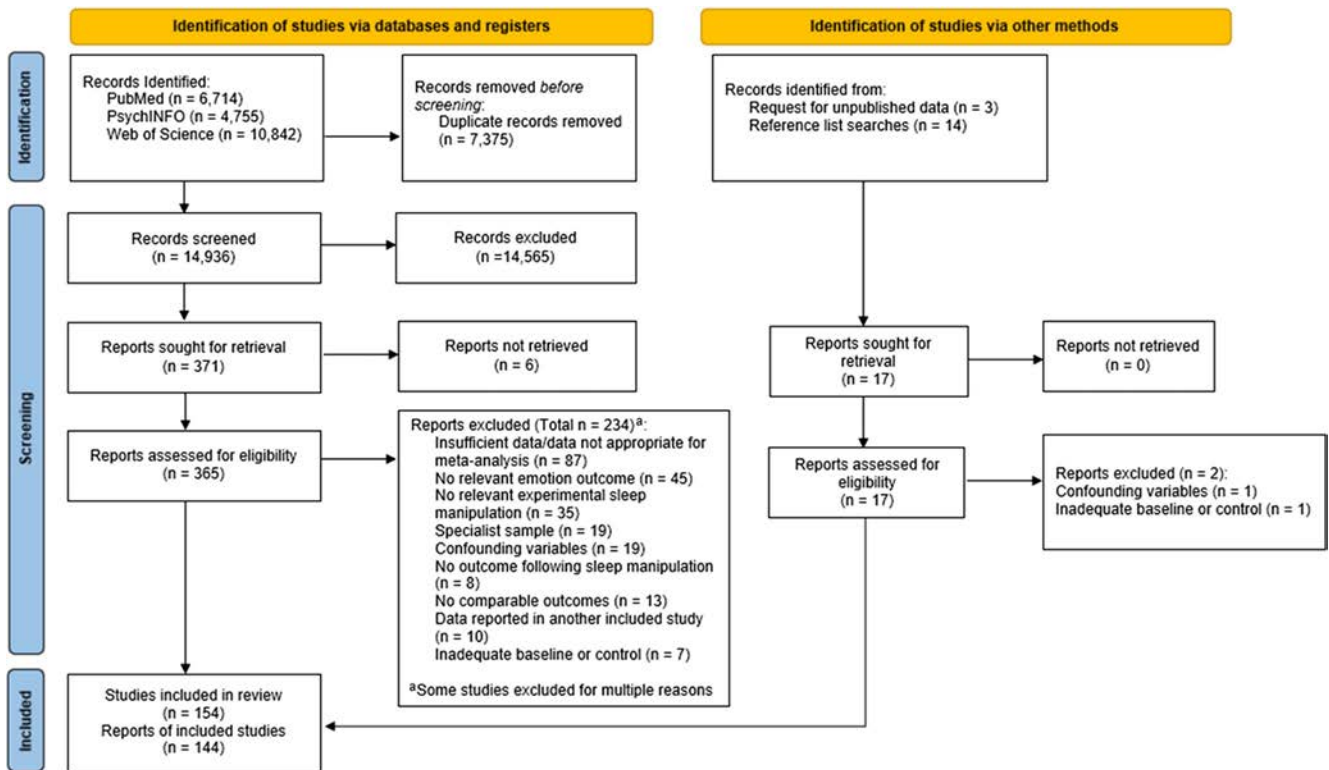 Identification of studies via databases and registers
Identification of studies via other methods
Identification
Records Identified:
PubMed (n = 6,714)
PsychINFO (n = 4,755)
Web of Science (n = 10,842)
Records removed before
screening:
Duplicate records removed
(n = 7,375)
Records identified from:
Request for unpublished data (n = 3)
Reference list searches (n = 14)
Screening
Records screened
(n = 14,936)
Records excluded
(n =14,565)
Reports sought for retrieval
(n = 371)
Reports not retrieved
(n = 6)
Reports sought for
retrieval
(n = 17)
Reports not retrieved
(n = 0)
Reports assessed for eligibility
(n = 365)
Reports excluded (Total n = 234)ª:
Insufficient data/data not appropriate for
meta-analysis (n = 87)
No relevant emotion outcome (n = 45)
No relevant experimental sleep
manipulation (n = 35)
Specialist sample (n = 19)
Confounding variables (n = 19)
No outcome following sleep manipulation
(n = 8)
No comparable outcomes (n = 13)
Data reported in another included study
(n = 10)
Inadequate baseline or control (n = 7)
ªSome studies excluded for multiple reasons
Reports assessed for
eligibility
(n = 17)
Reports excluded (n = 2):
Confounding variables (n = 1)
Inadequate baseline or control (n = 1)
Included
Studies included in review
(n = 154)
Reports of included studies
(n = 144)